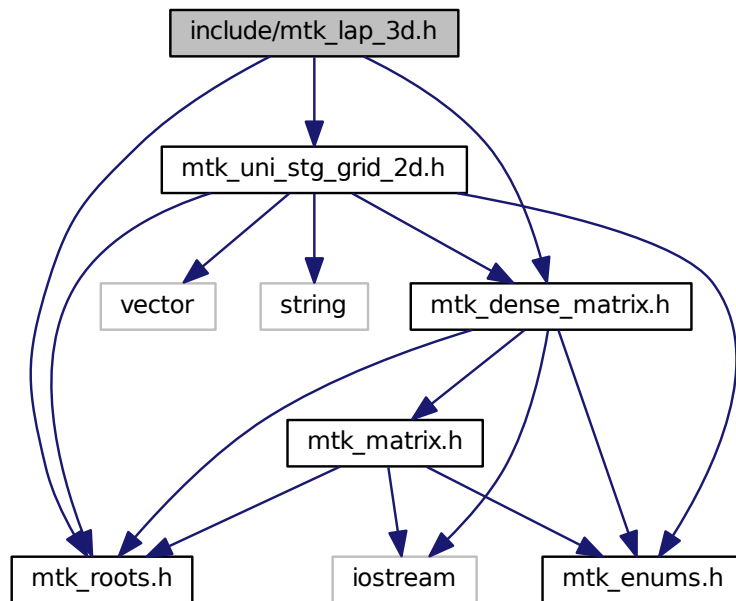 include/mtk_lap_3d.h
mtk_uni_stg_grid_2d.h
vector
string
mtk_dense_matrix.h
mtk_matrix.h
mtk_roots.h
iostream
mtk_enums.h